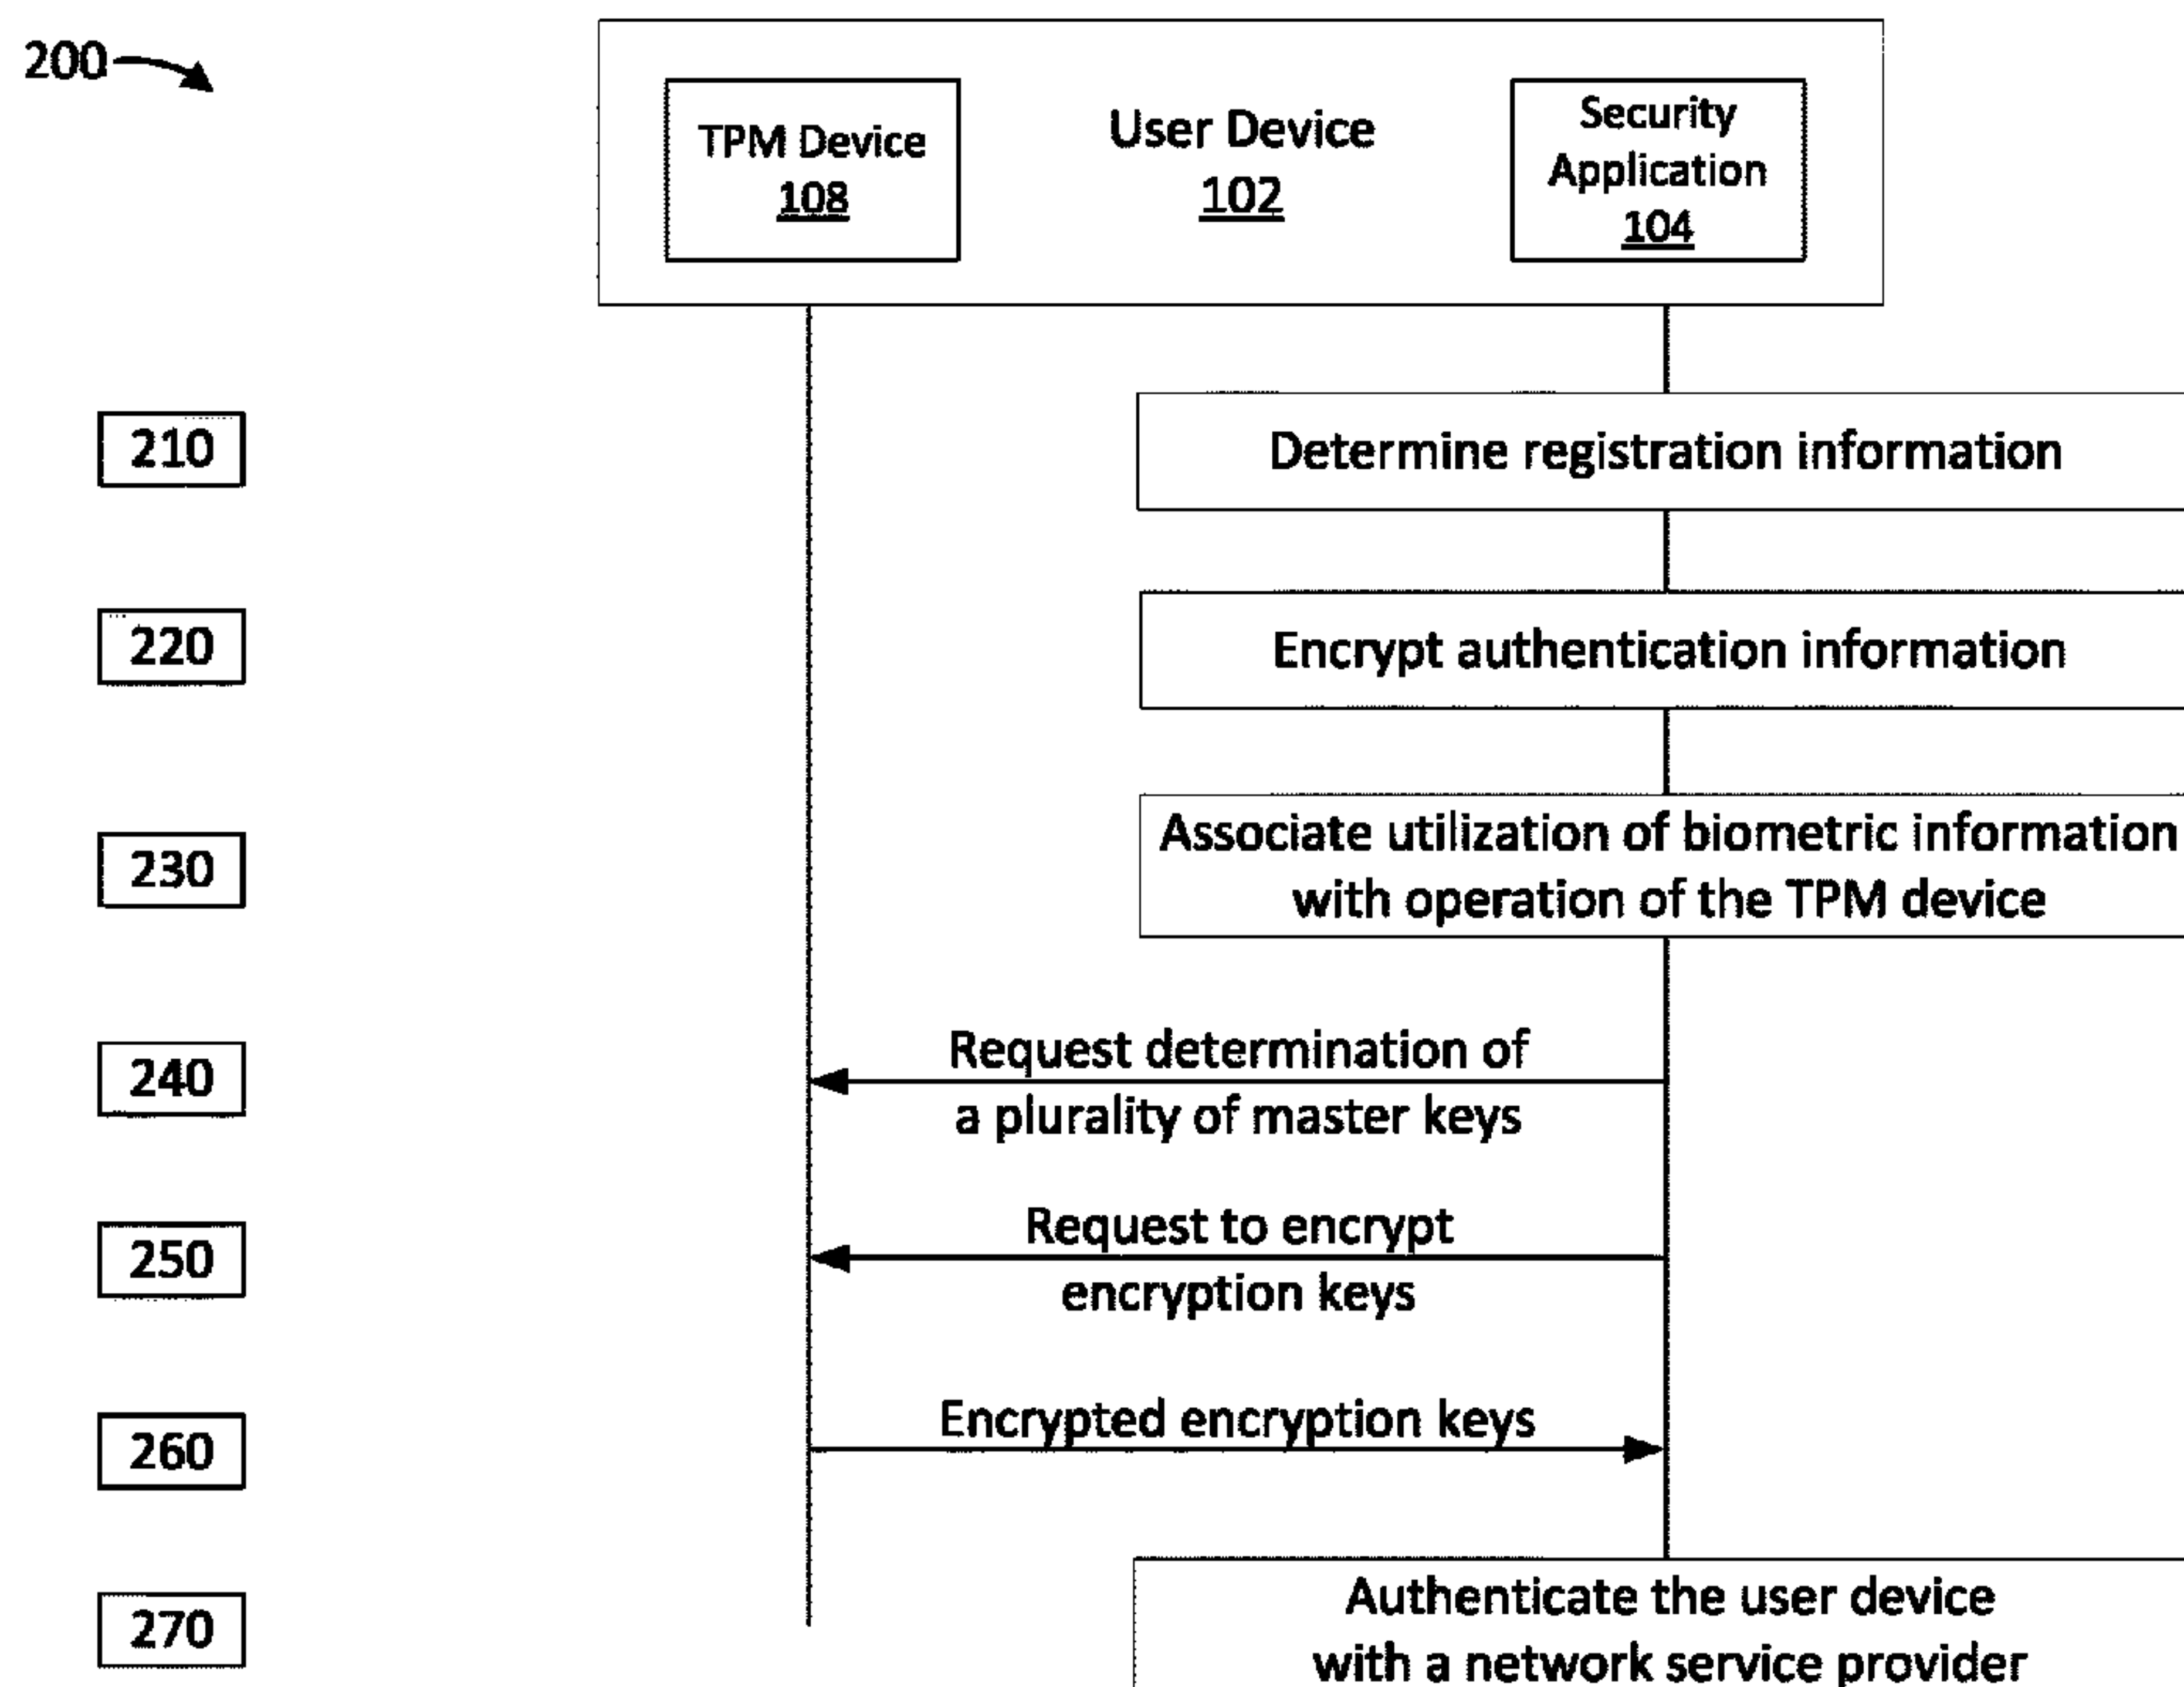 200
TPM Device
108
User Device
102
Security
Application
104
210
Determine registration information
220
Encrypt authentication information
230
Associate utilization of biometric information
with operation of the TPM device
240
Request determination of
a plurality of master keys
250
Request to encrypt
encryption keys
260
Encrypted encryption keys
270
Authenticate the user device
with a network service provider